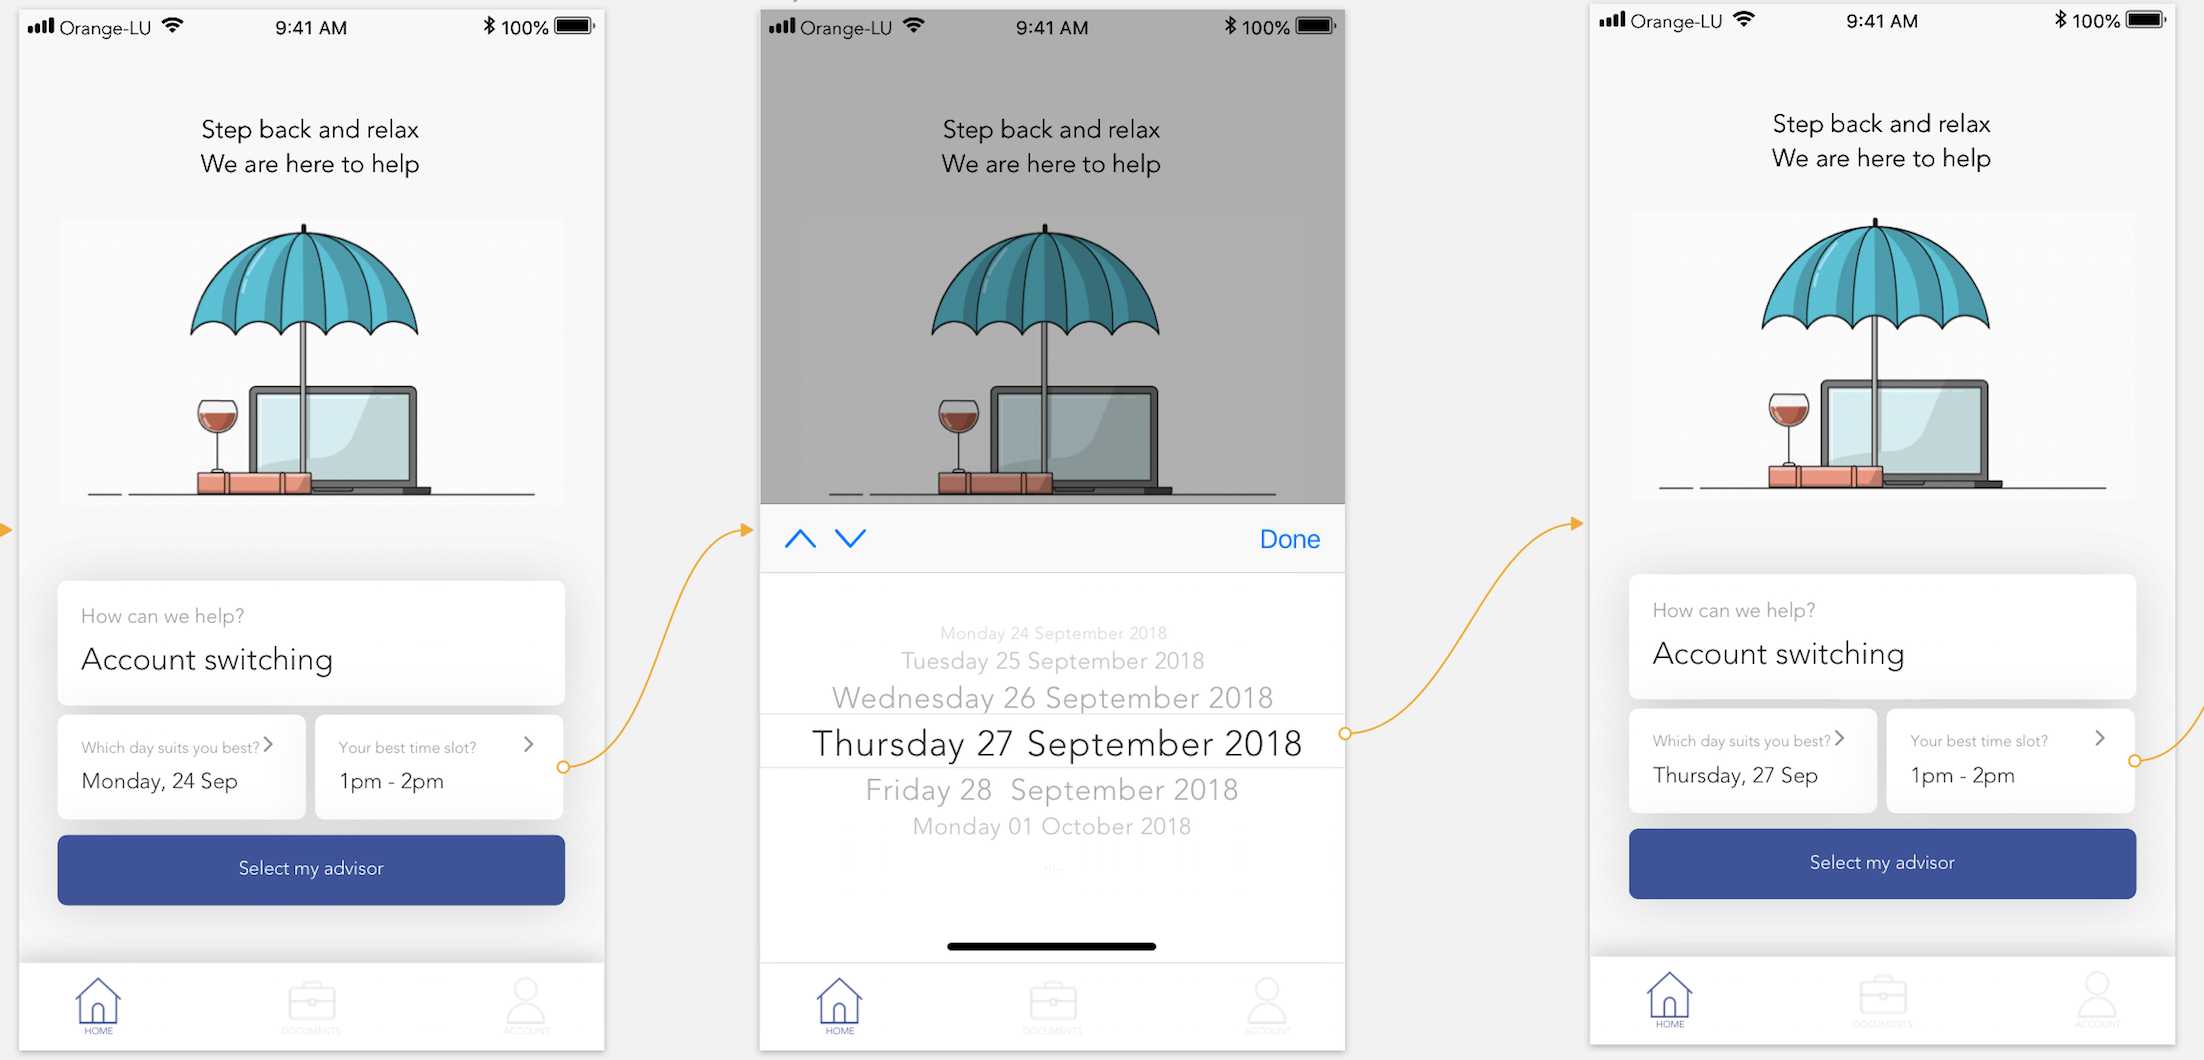 Orange-LU 9:41 AM 100%
Step back and relax
We are here to help
How can we help?
Account switching
Which day suits you best?
Monday, 24 Sep
Your best time slot?
1pm - 2pm
Select my advisor
HOME
DOCUMENTS
ACCOUNT
Orange-LU 9:41 AM 100%
Step back and relax
We are here to help
Done
Monday 24 September 2018
Tuesday 25 September 2018
Wednesday 26 September 2018
Thursday 27 September 2018
Friday 28 September 2018
Monday 01 October 2018
HOME
DOCUMENTS
ACCOUNT
Orange-LU 9:41 AM 100%
Step back and relax
We are here to help
How can we help?
Account switching
Which day suits you best?
Thursday, 27 Sep
Your best time slot?
1pm - 2pm
Select my advisor
HOME
DOCUMENTS
ACCOUNT